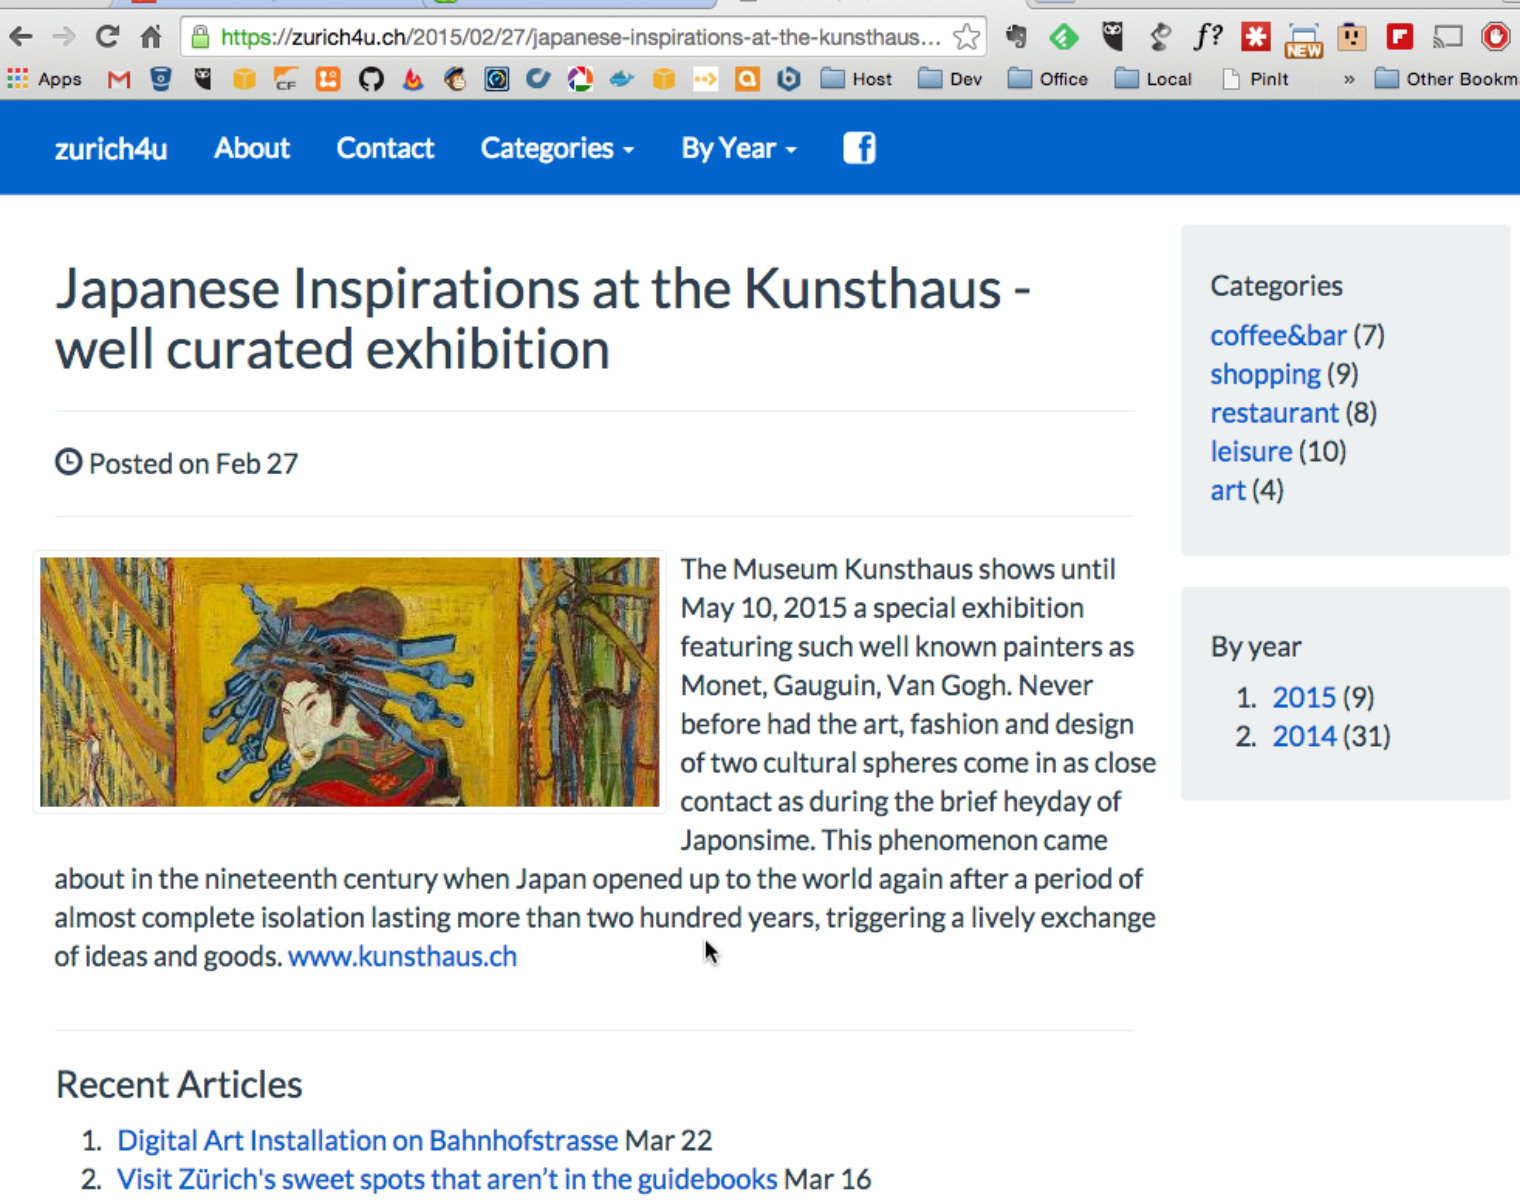 https://zurich4u.ch/2015/02/27/japanese-inspirations-at-the-kunsthaus...
f?
NEW
Apps
CF
Host
Dev
Office
Local
PinIt
»
Other Bookm
zurich4u
About
Contact
Categories
By Year
Japanese Inspirations at the Kunsthaus -
well curated exhibition
Posted on Feb 27
The Museum Kunsthaus shows until
May 10, 2015 a special exhibition
featuring such well known painters as
Monet, Gauguin, Van Gogh. Never
before had the art, fashion and design
of two cultural spheres come in as close
contact as during the brief heyday of
Japonsime. This phenomenon came
about in the nineteenth century when Japan opened up to the world again after a period of
almost complete isolation lasting more than two hundred years, triggering a lively exchange
of ideas and goods. www.kunsthaus.ch
Recent Articles
1. Digital Art Installation on Bahnhofstrasse Mar 22
2. Visit Zürich's sweet spots that aren’t in the guidebooks Mar 16
Categories
coffee&bar (7)
shopping (9)
restaurant (8)
leisure (10)
art (4)
By year
1. 2015 (9)
2. 2014 (31)